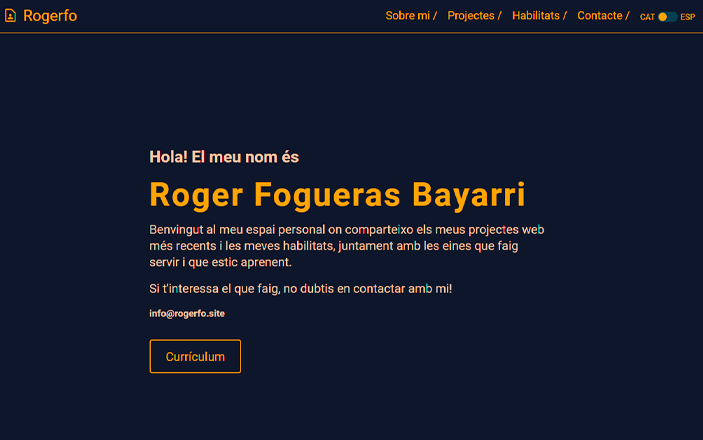 Rogerfo
Sobre mi /
Projectes /
Habilitats /
Contacte /
CAT
ESP
Hola! El meu nom és
Roger Fogueras Bayarri
Benvingut al meu espai personal on comparteixo els meus projectes web
més recents i les meves habilitats, juntament amb les eines que faig
servir i que estic aprenent.
Si t'interessa el que faig, no dubtis en contactar amb mi!
info@rogerfo.site
Currículum